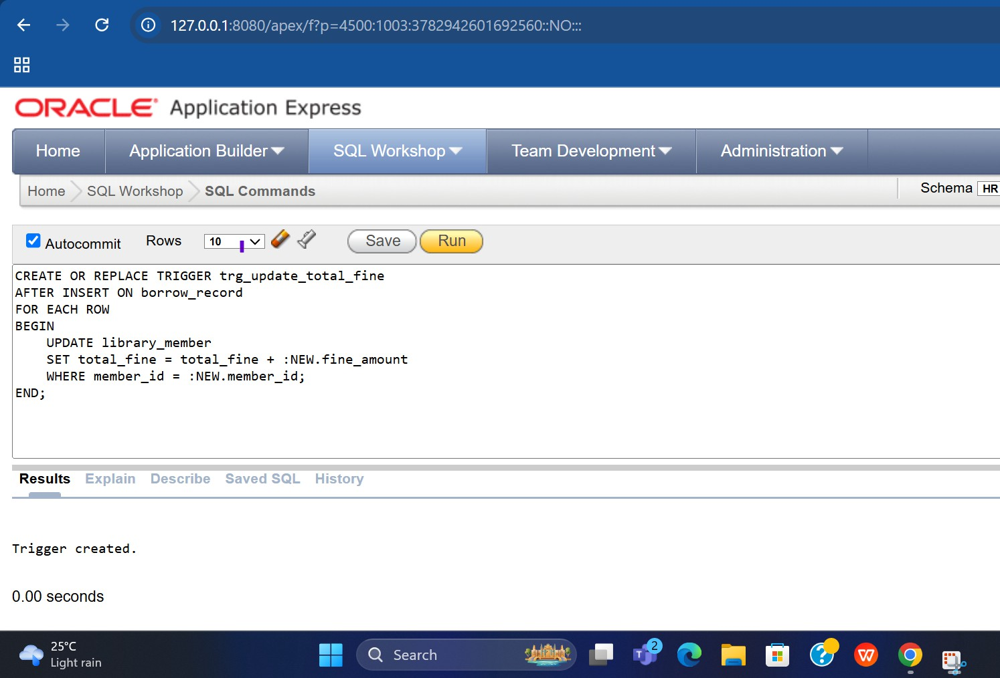 127.0.0.1:8080/apex/f?p=4500:1003:3782942601692560::NO:::
ORACLE® Application Express
Home Application Builder SQL Workshop Team Development Administration
Home SQL Workshop SQL Commands Schema HR
Autocommit Rows 10 Save Run
CREATE OR REPLACE TRIGGER trg_update_total_fine
AFTER INSERT ON borrow_record
FOR EACH ROW
BEGIN
    UPDATE library_member
    SET total_fine = total_fine + :NEW.fine_amount
    WHERE member_id = :NEW.member_id;
END;
Results Explain Describe Saved SQL History
Trigger created.
0.00 seconds
25°C
Light rain
Search
T
2
?
W